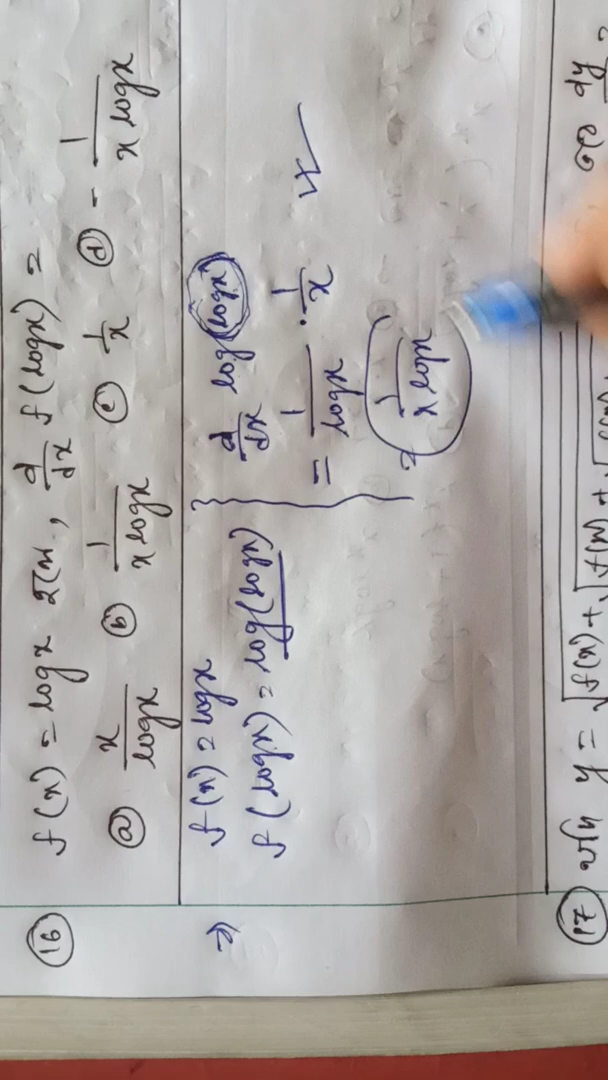 16 f(x) = log x হলে, d/dx f(log x) =
a x/log x b 1/(x log x) c 1/x d - 1/(x log x)
⇒ f(x) = log x
f(log x) = log(log x)
d/dx log(log x)
= 1/log x · 1/x
1/(x log x)
17 যদি y = √f(x) + √f(x) + dy